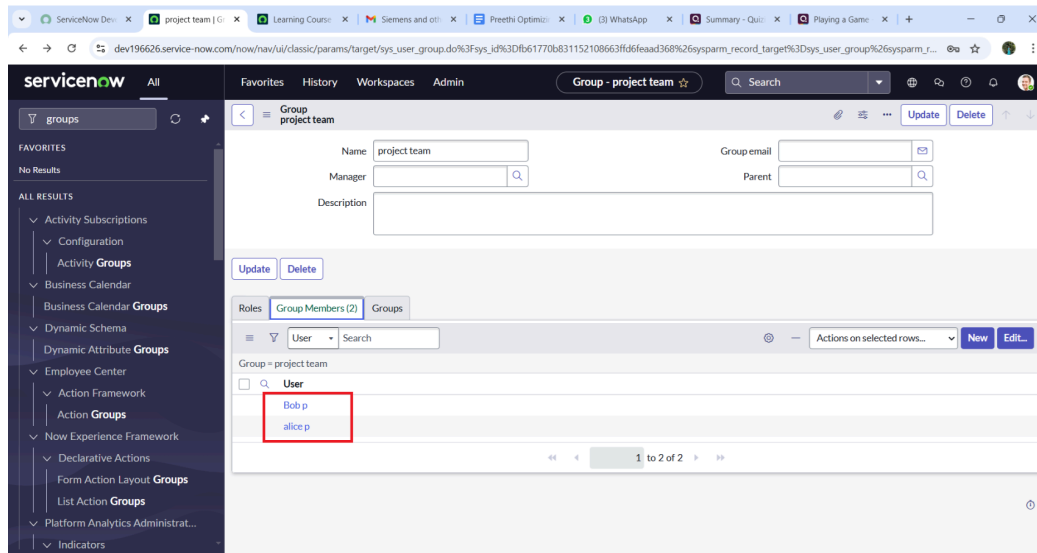 ServiceNow Dev
project team | G
Learning Course
Siemens and oth
Preethi Optimizi
(3) WhatsApp
Summary - Quiz
Playing a Game
dev196626.service-now.com/now/nav/ui/classic/params/target/sys_user_group.do%3Fsys_id%3Dfb61770b831152108663ffd6feaad368%26sysparm_record_target%3Dsys_user_group%26sysparm_r...
servicenow
All
Favorites History Workspaces Admin
Group - project team
Search
groups
FAVORITES
No Results
ALL RESULTS
Activity Subscriptions
Configuration
Activity Groups
Business Calendar
Business Calendar Groups
Dynamic Schema
Dynamic Attribute Groups
Employee Center
Action Framework
Action Groups
Now Experience Framework
Declarative Actions
Form Action Layout Groups
List Action Groups
Platform Analytics Administrat...
Indicators
Group
project team
Update Delete
Name project team
Group email
Manager
Parent
Description
Update Delete
Roles Group Members (2) Groups
User Search
Actions on selected rows... New Edit...
Group = project team
User
Bob p
alice p
1 to 2 of 2